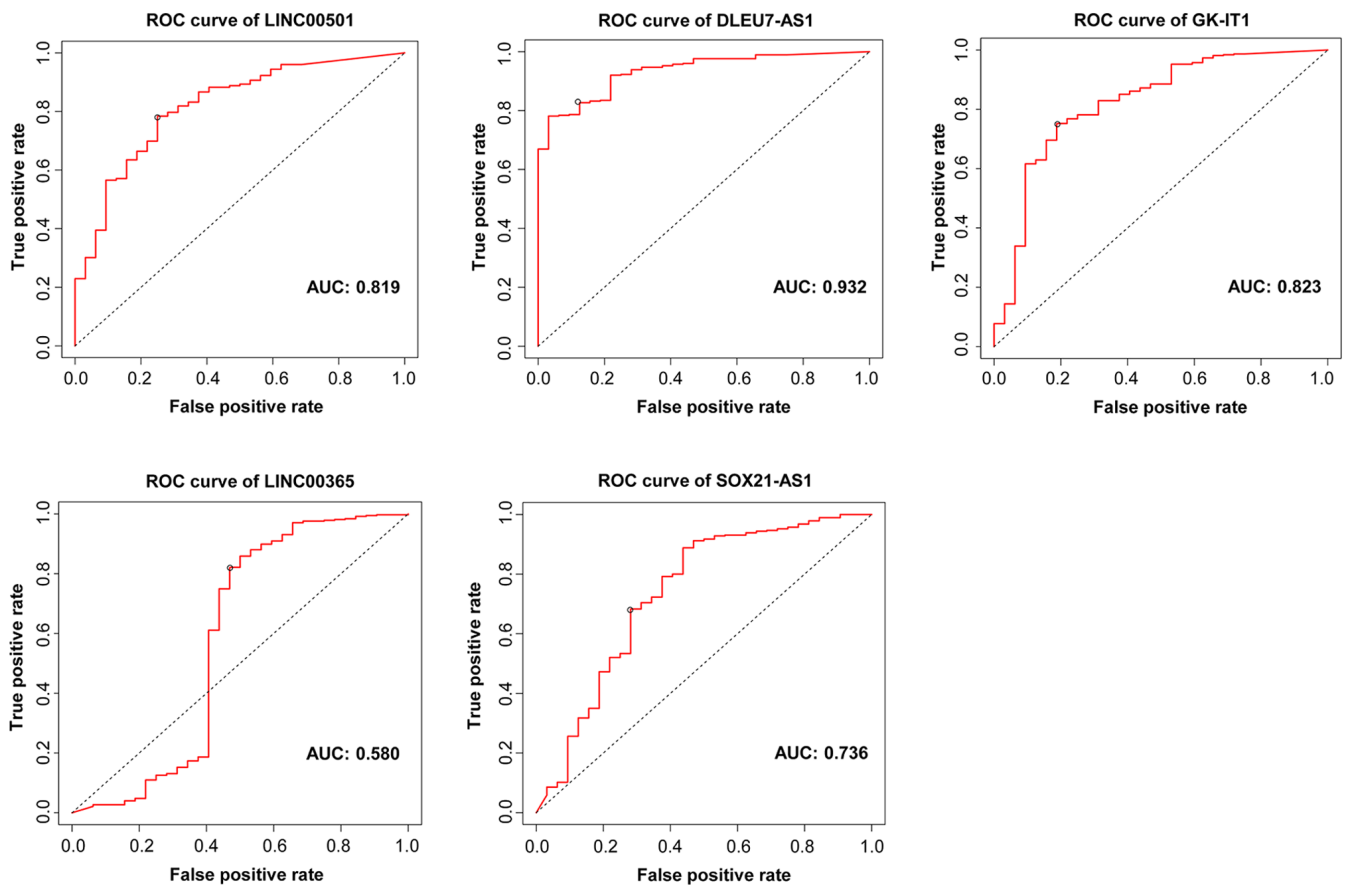 ROC curve of LINC00501
True positive rate
1.0
0.8
0.6
0.4
0.2
0.0
AUC: 0.819
0.0 0.2 0.4 0.6 0.8 1.0
False positive rate
ROC curve of DLEU7-AS1
True positive rate
1.0
0.8
0.6
0.4
0.2
0.0
AUC: 0.932
0.0 0.2 0.4 0.6 0.8 1.0
False positive rate
ROC curve of GK-IT1
True positive rate
1.0
0.8
0.6
0.4
0.2
0.0
AUC: 0.823
0.0 0.2 0.4 0.6 0.8 1.0
False positive rate
ROC curve of LINC00365
True positive rate
1.0
0.8
0.6
0.4
0.2
0.0
AUC: 0.580
0.0 0.2 0.4 0.6 0.8 1.0
False positive rate
ROC curve of SOX21-AS1
True positive rate
1.0
0.8
0.6
0.4
0.2
0.0
AUC: 0.736
0.0 0.2 0.4 0.6 0.8 1.0
False positive rate